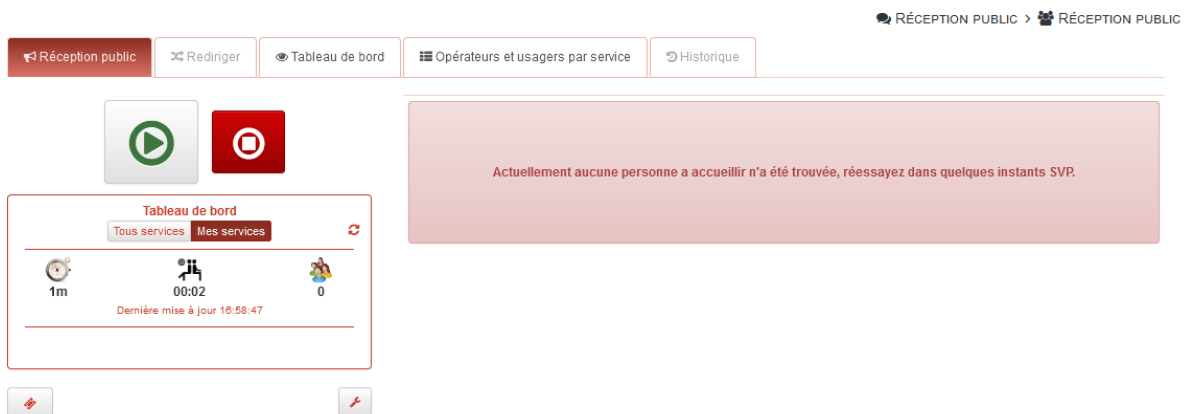 RÉCEPTION PUBLIC > RÉCEPTION PUBLIC
Réception public
Rediriger
Tableau de bord
Opérateurs et usagers par service
Historique
Actuellement aucune personne a accueillir n'a été trouvée, réessayez dans quelques instants SVP.
Tableau de bord
Tous services Mes services
1m 00:02 0
Dernière mise à jour 16:58:47